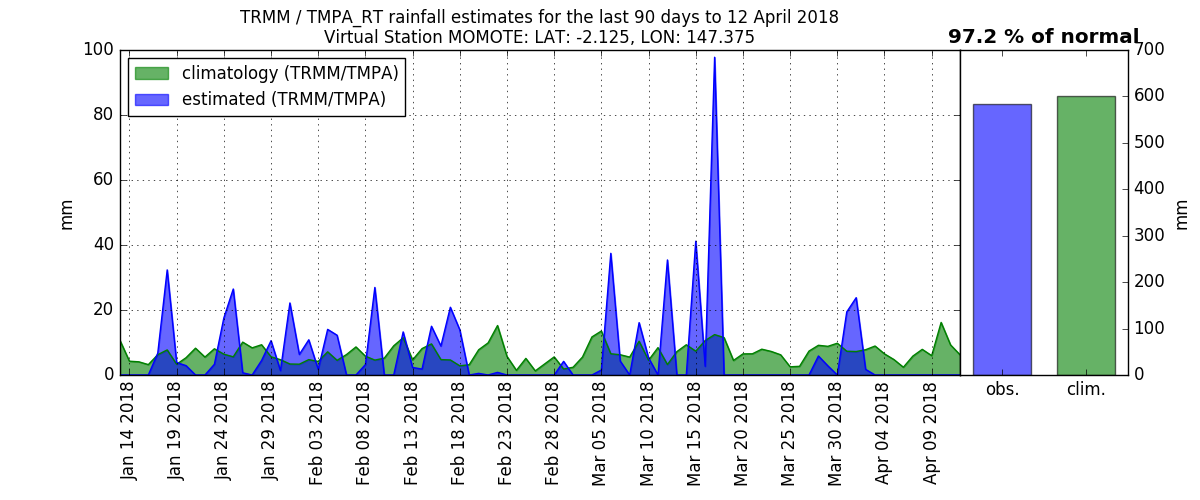 TRMM / TMPA_RT rainfall estimates for the last 90 days to 12 April 2018
Virtual Station MOMOTE: LAT: -2.125, LON: 147.375
97.2 % of normal
climatology (TRMM/TMPA)
estimated (TRMM/TMPA)
100
80
60
40
20
0
mm
Jan 14 2018
Jan 19 2018
Jan 24 2018
Jan 29 2018
Feb 03 2018
Feb 08 2018
Feb 13 2018
Feb 18 2018
Feb 23 2018
Feb 28 2018
Mar 05 2018
Mar 10 2018
Mar 15 2018
Mar 20 2018
Mar 25 2018
Mar 30 2018
Apr 04 2018
Apr 09 2018
700
600
500
400
300
200
100
0
mm
obs.
clim.